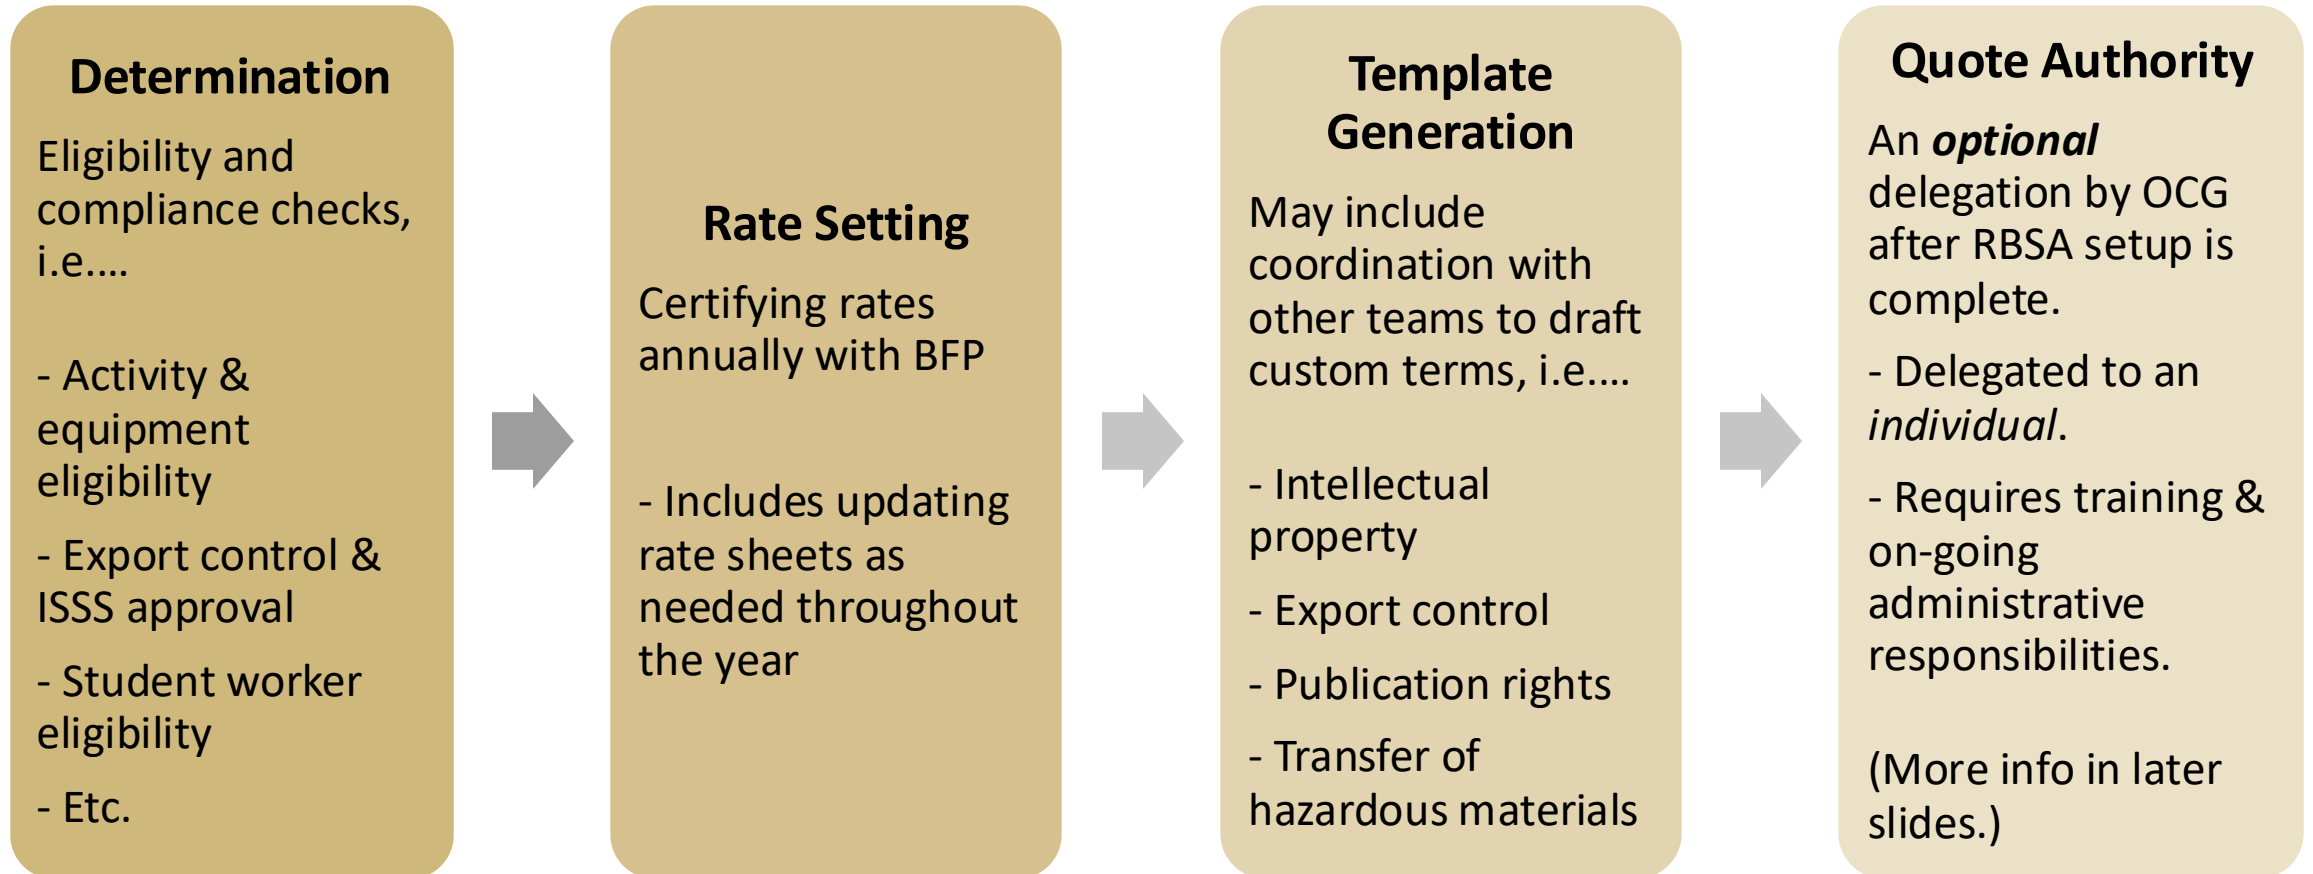 Determination
Eligibility and
compliance checks,
i.e....
- Activity &
equipment
eligibility
- Export control &
ISSS approval
- Student worker
eligibility
- Etc.
Rate Setting
Certifying rates
annually with BFP
- Includes updating
rate sheets as
needed throughout
the year
Template
Generation
May include
coordination with
other teams to draft
custom terms, i.e....
- Intellectual
property
- Export control
- Publication rights
- Transfer of
hazardous materials
Quote Authority
An optional
delegation by OCG
after RBSA setup is
complete.
- Delegated to an
individual.
- Requires training &
on-going
administrative
responsibilities.
(More info in later
slides.)